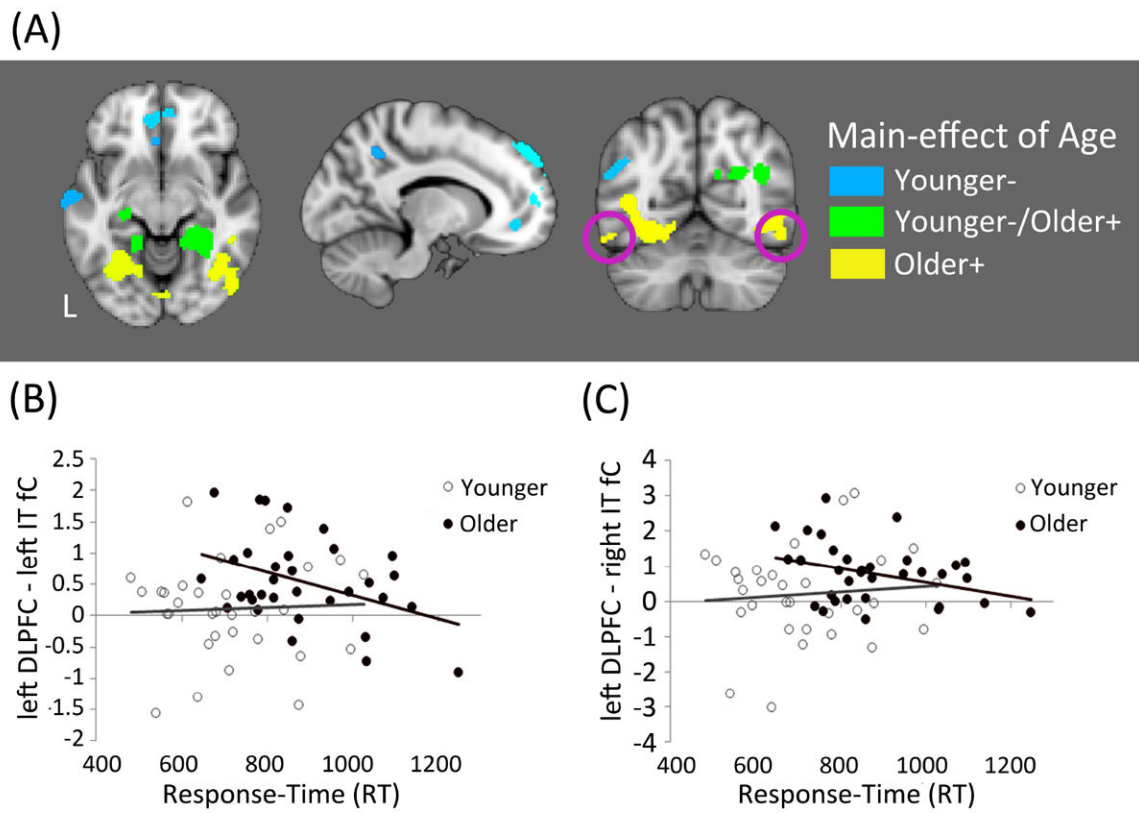 (A)
Main-effect of Age
Younger-
Younger-/Older+
Older+
L
(B)
left DLPFC - left IT fC
2.5
2
1.5
1
0.5
0
-0.5
-1
-1.5
-2
400 600 800 1000 1200
Response-Time (RT)
Younger
Older
(C)
left DLPFC - right IT fC
4
3
2
1
0
-1
-2
-3
-4
400 600 800 1000 1200
Response-Time (RT)
Younger
Older